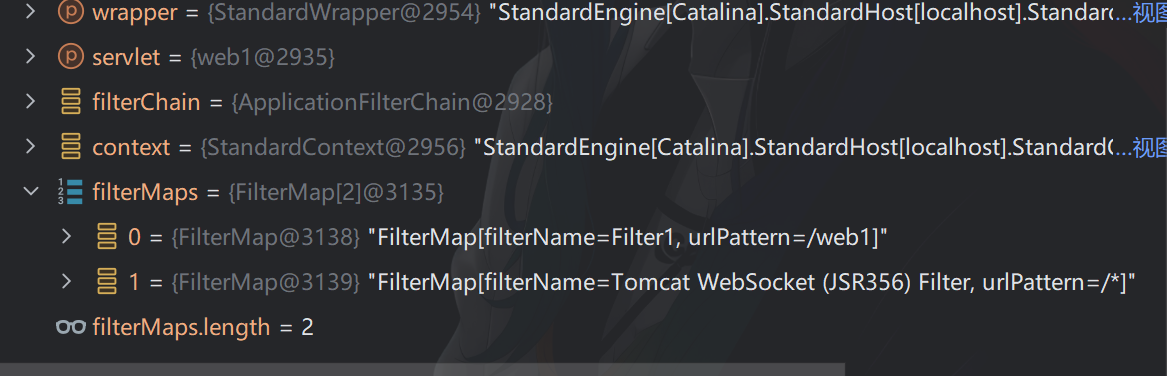 wrapper = {StandardWrapper@2954} "StandardEngine[Catalina].StandardHost[localhost].Standard...视图
servlet = {web1@2935}
filterChain = {ApplicationFilterChain@2928}
context = {StandardContext@2956} "StandardEngine[Catalina].StandardHost[localhost].StandardC...视图
filterMaps = {FilterMap[2]@3135}
0 = {FilterMap@3138} "FilterMap[filterName=Filter1, urlPattern=/web1]"
1 = {FilterMap@3139} "FilterMap[filterName=Tomcat WebSocket (JSR356) Filter, urlPattern=/*]"
filterMaps.length = 2